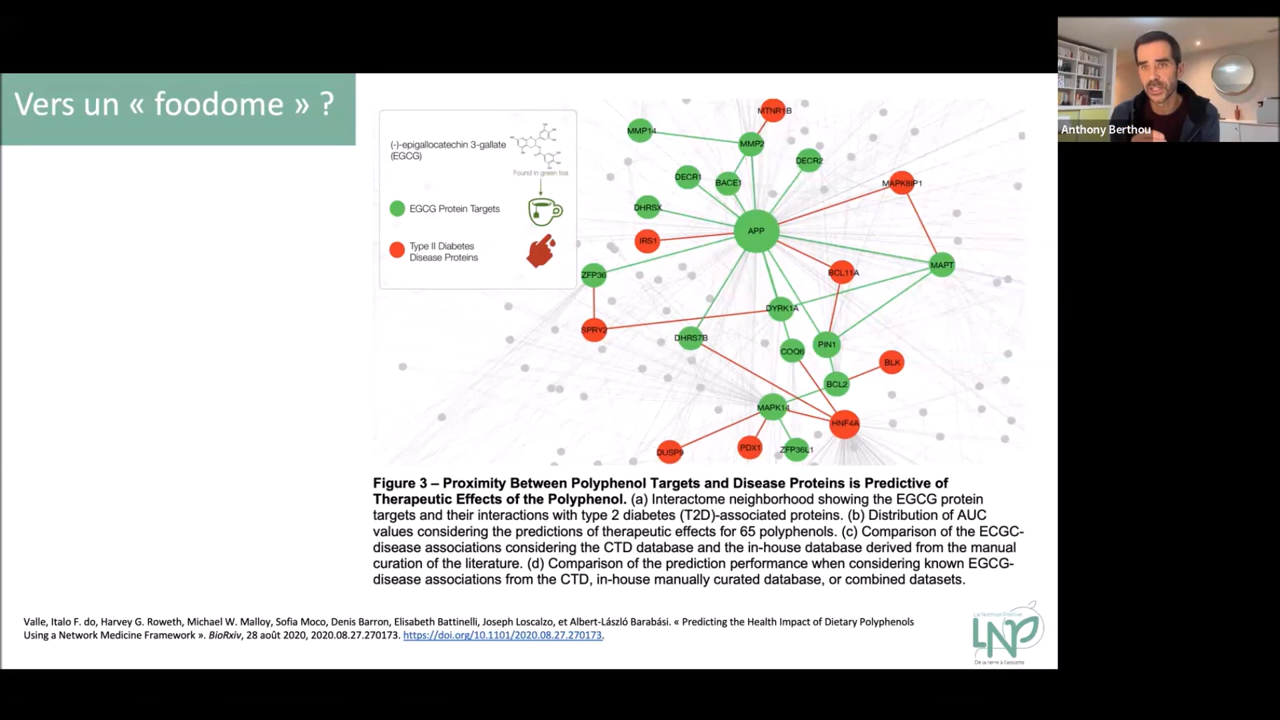 Vers un « foodome » ?
Anthony Berthou
(-)-epigallocatechin 3-gallate
(EGCG)
Found in green tea
EGCG Protein Targets
Type II Diabetes
Disease Proteins
MTNR1B
MMP14
MMP2
DECR2
DECR1
BACE1
MAPK8IP1
DHRSX
APP
IRS1
MAPT
ZFP36
BCL11A
DYRK1A
SPRY2
DHRS7B
COQ6
PIN1
BLK
BCL2
MAPK14
HNF4A
DUSP9
PDX1
ZFP36L1
Figure 3 – Proximity Between Polyphenol Targets and Disease Proteins is Predictive of
Therapeutic Effects of the Polyphenol. (a) Interactome neighborhood showing the EGCG protein
targets and their interactions with type 2 diabetes (T2D)-associated proteins. (b) Distribution of AUC
values considering the predictions of therapeutic effects for 65 polyphenols. (c) Comparison of the ECGC-
disease associations considering the CTD database and the in-house database derived from the manual
curation of the literature. (d) Comparison of the prediction performance when considering known EGCG-
disease associations from the CTD, in-house manually curated database, or combined datasets.
Valle, Italo F. do, Harvey G. Roweth, Michael W. Malloy, Sofia Moco, Denis Barron, Elisabeth Battinelli, Joseph Loscalzo, et Albert-László Barabási. « Predicting the Health Impact of Dietary Polyphenols
Using a Network Medicine Framework ». BioRxiv, 28 août 2020, 2020.08.27.270173. https://doi.org/10.1101/2020.08.27.270173.
La Nutrition Positive
LNP
De la terre à l'assiette